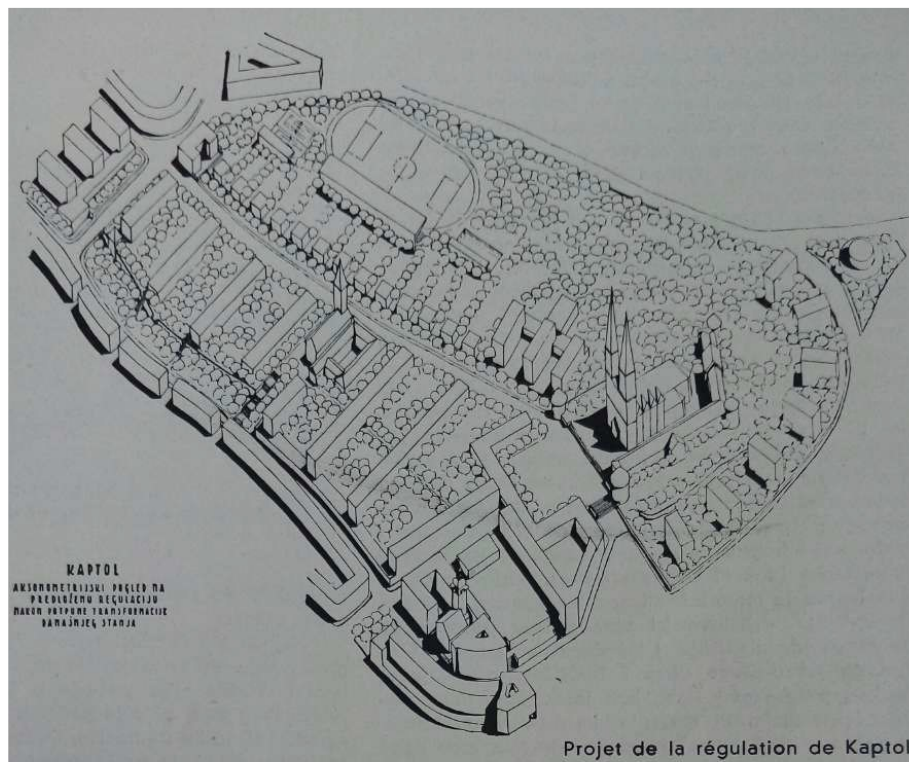 KAPTOL
AKSONOMETRIJSKI POGLED NA
PREDLOŽENU REGULACIJU
NAKON POTPUNE TRANSFORMACIJE
DANAŠNJEG STANJA
Projet de la régulation de Kaptol